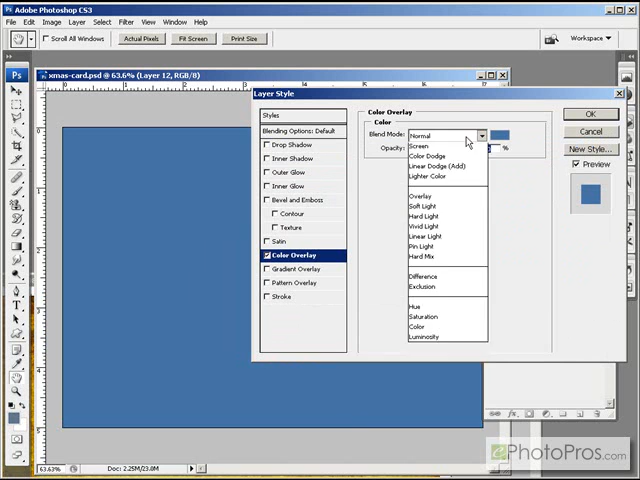 Adobe Photoshop CS3
File Edit Image Layer Select Filter View Window Help
Scroll All Windows Actual Pixels Fit Screen Print Size Workspace
Ps
xmas-card.psd @ 63.6% (Layer 12, RGB/8)
Layer Style
Styles
Blending Options: Default
Drop Shadow
Inner Shadow
Outer Glow
Inner Glow
Bevel and Emboss
Contour
Texture
Satin
Color Overlay
Gradient Overlay
Pattern Overlay
Stroke
Color Overlay
Color
Blend Mode: Normal
Opacity: %
Screen
Color Dodge
Linear Dodge (Add)
Lighter Color
Overlay
Soft Light
Hard Light
Vivid Light
Linear Light
Pin Light
Hard Mix
Difference
Exclusion
Hue
Saturation
Color
Luminosity
OK
Cancel
New Style...
Preview
63.63% Doc: 2.25M/23.0M
ePhotoPros.com